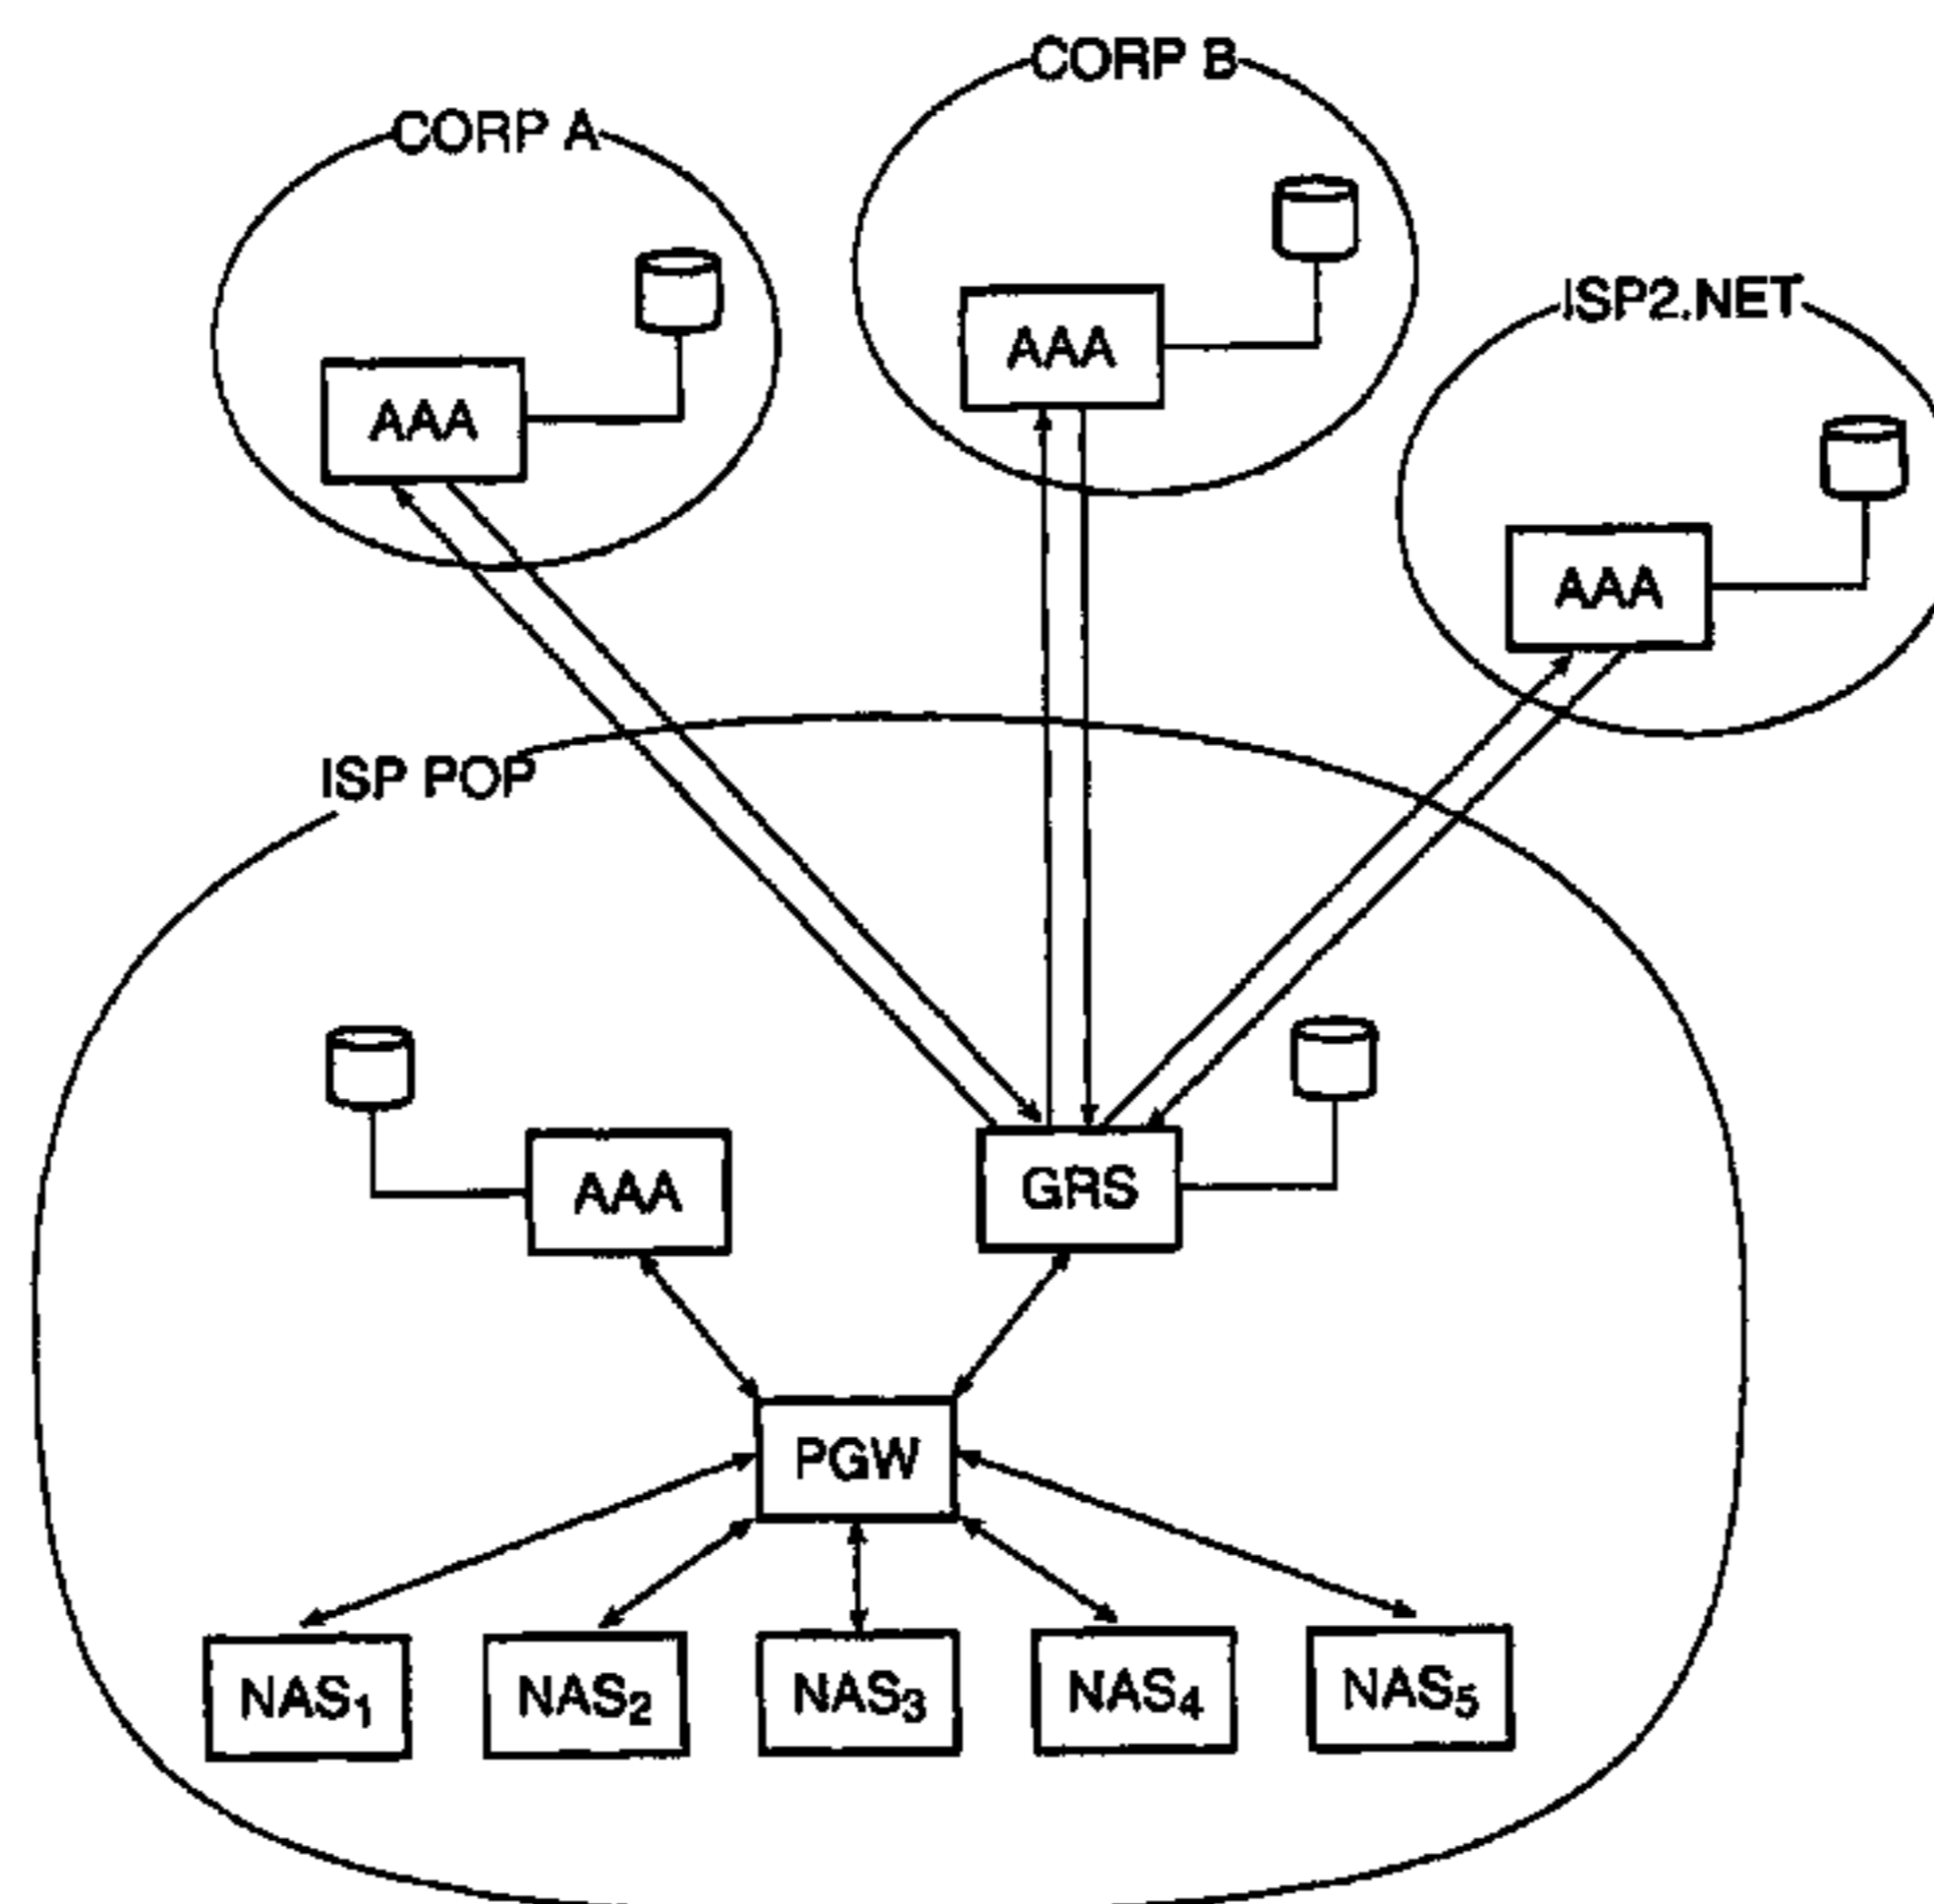 CORP B
CORP A
AAA
ISP2.NET
AAA
AAA
ISP POP
AAA
GRS
PGW
NAS1
NAS2
NAS3
NAS4
NAS5